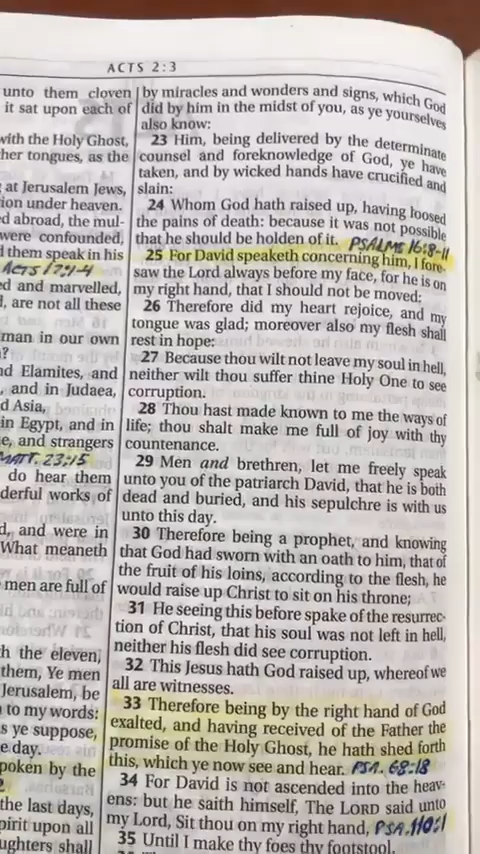 ACTS 2:3
unto them cloven
it sat upon each of
with the Holy Ghost,
her tongues, as the
at Jerusalem Jews,
ion under heaven.
d abroad, the mul-
were confounded,
d them speak in his
ACTS 17:1-4
ed and marvelled,
, are not all these
man in our own
?
nd Elamites, and
, and in Judaea,
d Asia,
in Egypt, and in
e, and strangers
MATT. 23:15
do hear them
derful works of
d, and were in
What meaneth
men are full of
h the eleven,
them, Ye men
Jerusalem, be
to my words:
s ye suppose,
e day.
poken by the
the last days,
pirit upon all
ughters shall
by miracles and wonders and signs, which God
did by him in the midst of you, as ye yourselves
also know:
23 Him, being delivered by the determinate
counsel and foreknowledge of God, ye have
taken, and by wicked hands have crucified and
slain:
24 Whom God hath raised up, having loosed
the pains of death: because it was not possible
that he should be holden of it. PSALMS 16:8-11
25 For David speaketh concerning him, I fore-
saw the Lord always before my face, for he is on
my right hand, that I should not be moved:
26 Therefore did my heart rejoice, and my
tongue was glad; moreover also my flesh shall
rest in hope:
27 Because thou wilt not leave my soul in hell,
neither wilt thou suffer thine Holy One to see
corruption.
28 Thou hast made known to me the ways of
life; thou shalt make me full of joy with thy
countenance.
29 Men and brethren, let me freely speak
unto you of the patriarch David, that he is both
dead and buried, and his sepulchre is with us
unto this day.
30 Therefore being a prophet, and knowing
that God had sworn with an oath to him, that of
the fruit of his loins, according to the flesh, he
would raise up Christ to sit on his throne;
31 He seeing this before spake of the resurrec-
tion of Christ, that his soul was not left in hell,
neither his flesh did see corruption.
32 This Jesus hath God raised up, whereof we
all are witnesses.
33 Therefore being by the right hand of God
exalted, and having received of the Father the
promise of the Holy Ghost, he hath shed forth
this, which ye now see and hear. PSA. 68:18
34 For David is not ascended into the heav-
ens: but he saith himself, The LORD said unto
my Lord, Sit thou on my right hand, PSA. 110:1
35 Until I make thy foes thy footstool.